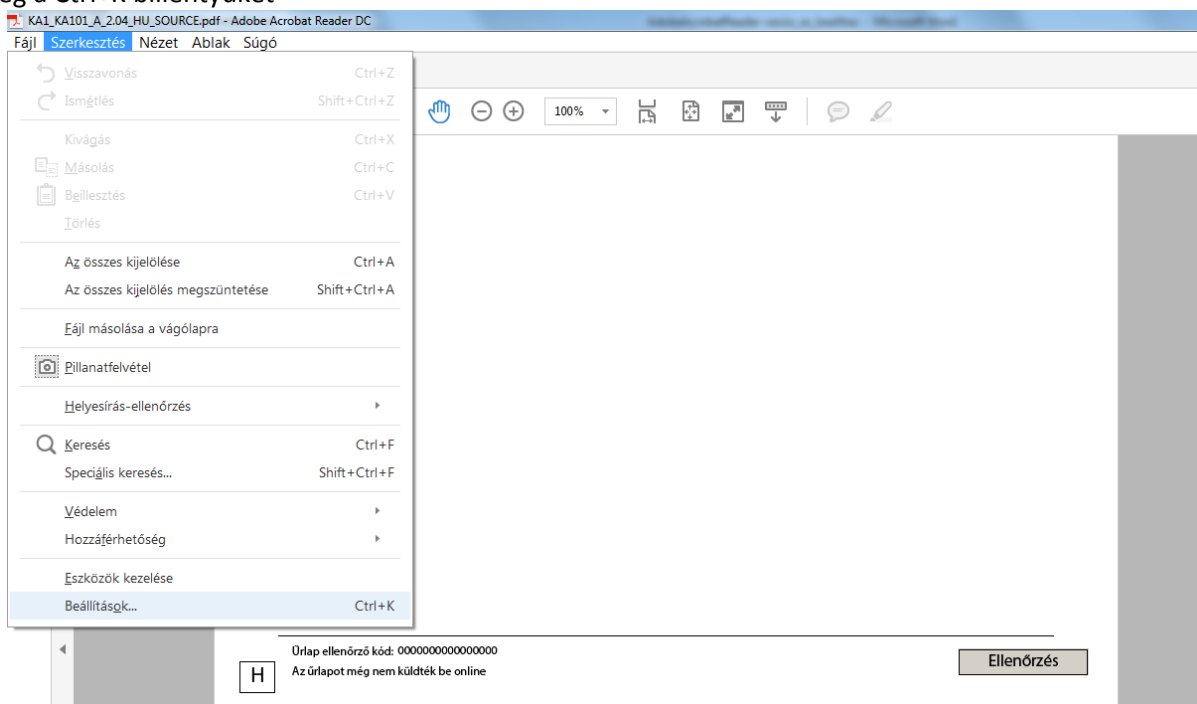 eg a Ctrl+K billentyűket
KA1_KA101_A_2.04_HU_SOURCE.pdf - Adobe Acrobat Reader DC
Fájl Szerkesztés Nézet Ablak Súgó
Visszavonás Ctrl+Z
Ismétlés Shift+Ctrl+Z
100%
Kivágás Ctrl+X
Másolás Ctrl+C
Beillesztés Ctrl+V
Törlés
Az összes kijelölése Ctrl+A
Az összes kijelölés megszüntetése Shift+Ctrl+A
Fájl másolása a vágólapra
Pillanatfelvétel
Helyesírás-ellenőrzés
Keresés Ctrl+F
Speciális keresés... Shift+Ctrl+F
Védelem
Hozzáférhetőség
Eszközök kezelése
Beállítások... Ctrl+K
Űrlap ellenőrző kód: 0000000000000000
H Az űrlapot még nem küldték be online
Ellenőrzés